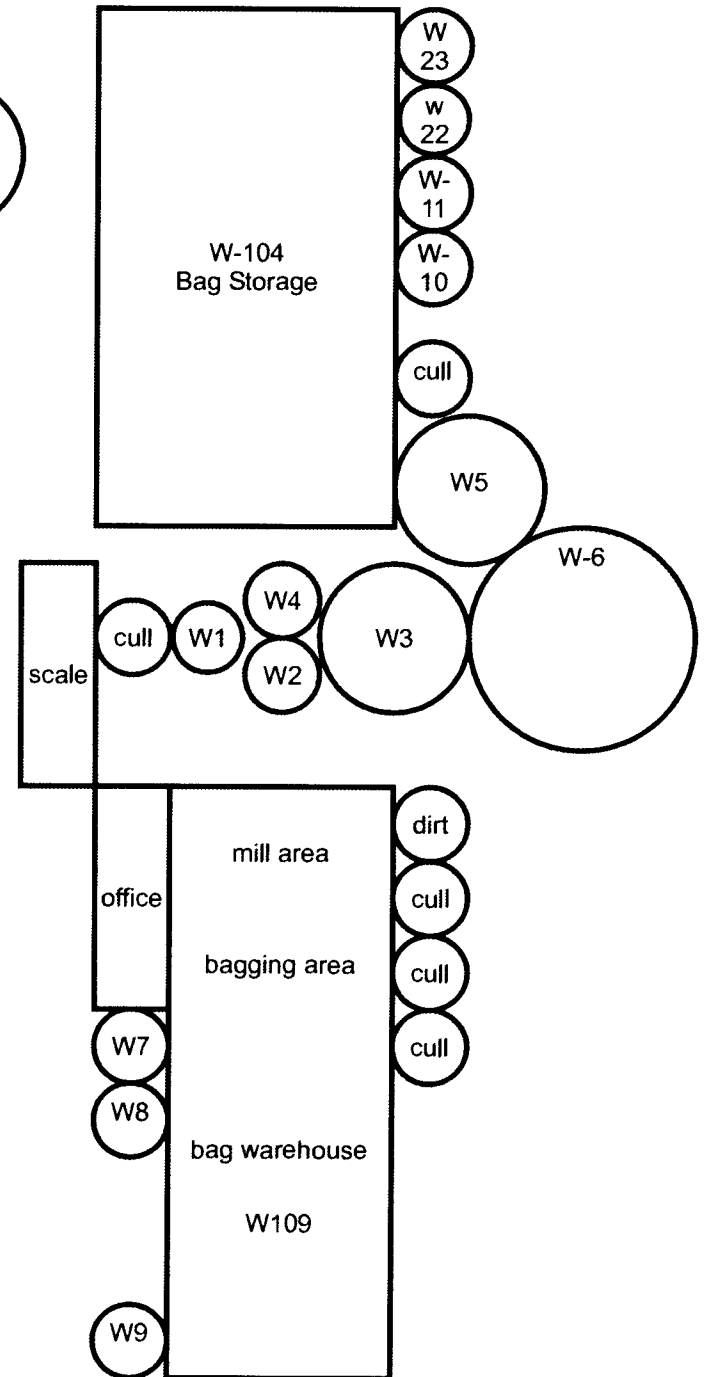 W
23
w
22
W-
11
W-
10
W-104
Bag Storage
cull
W5
W-6
W4
cull
W1
W3
W2
scale
dirt
mill area
office
cull
bagging area
cull
W7
cull
W8
bag warehouse
W109
W9